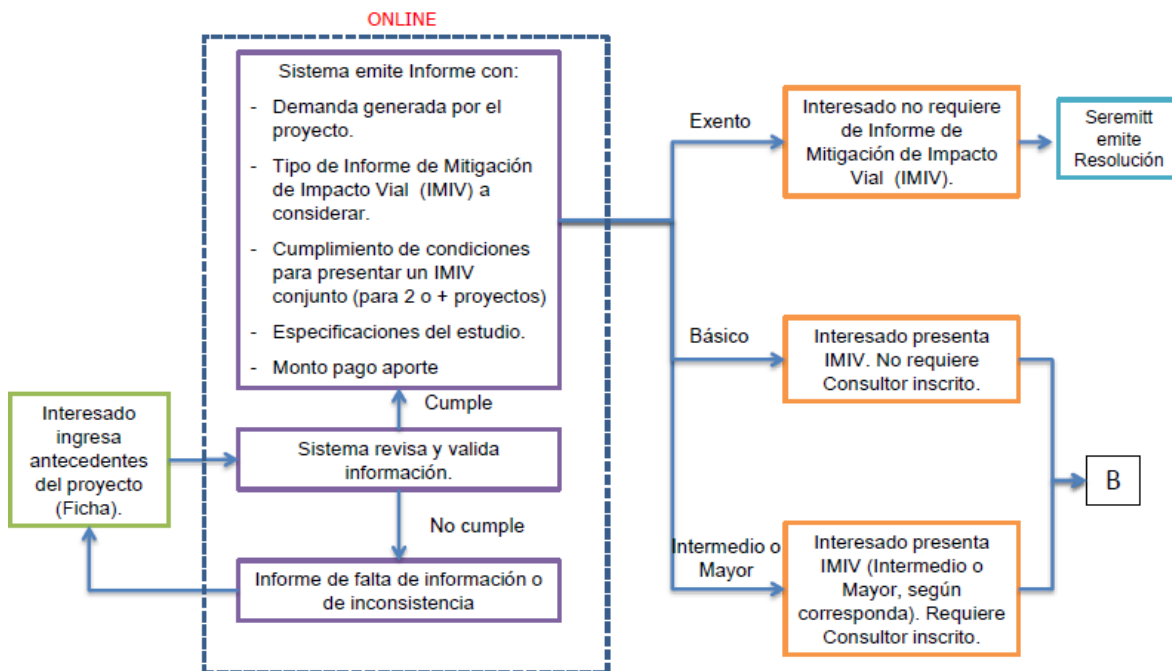 ONLINE
Sistema emite Informe con:
- Demanda generada por el
proyecto.
- Tipo de Informe de Mitigación
de Impacto Vial (IMIV) a
considerar.
- Cumplimiento de condiciones
para presentar un IMIV
conjunto (para 2 o + proyectos)
- Especificaciones del estudio.
- Monto pago aporte
Cumple
Interesado
ingresa
antecedentes
del proyecto
(Ficha).
Sistema revisa y valida
información.
No cumple
Informe de falta de información o
de inconsistencia
Exento
Interesado no requiere
de Informe de
Mitigación de Impacto
Vial (IMIV).
Seremitt
emite
Resolución
Básico
Interesado presenta
IMIV. No requiere
Consultor inscrito.
Intermedio o
Mayor
Interesado presenta
IMIV (Intermedio o
Mayor, según
corresponda). Requiere
Consultor inscrito.
B